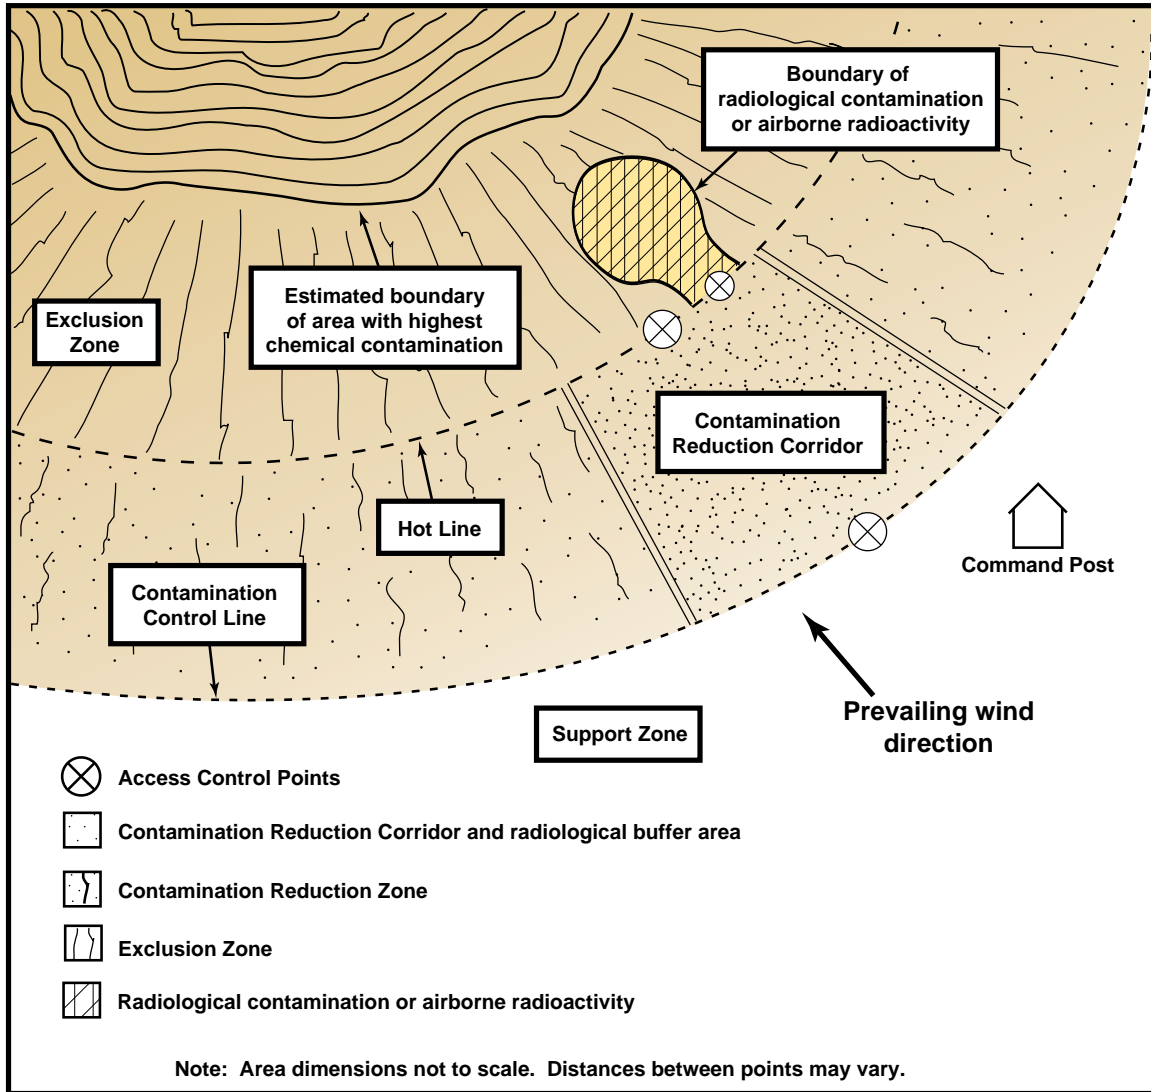 Boundary of
radiological contamination
or airborne radioactivity
Exclusion
Zone
Estimated boundary
of area with highest
chemical contamination
Contamination
Reduction Corridor
Hot Line
Command Post
Contamination
Control Line
Prevailing wind
direction
Support Zone
Access Control Points
Contamination Reduction Corridor and radiological buffer area
Contamination Reduction Zone
Exclusion Zone
Radiological contamination or airborne radioactivity
Note: Area dimensions not to scale. Distances between points may vary.